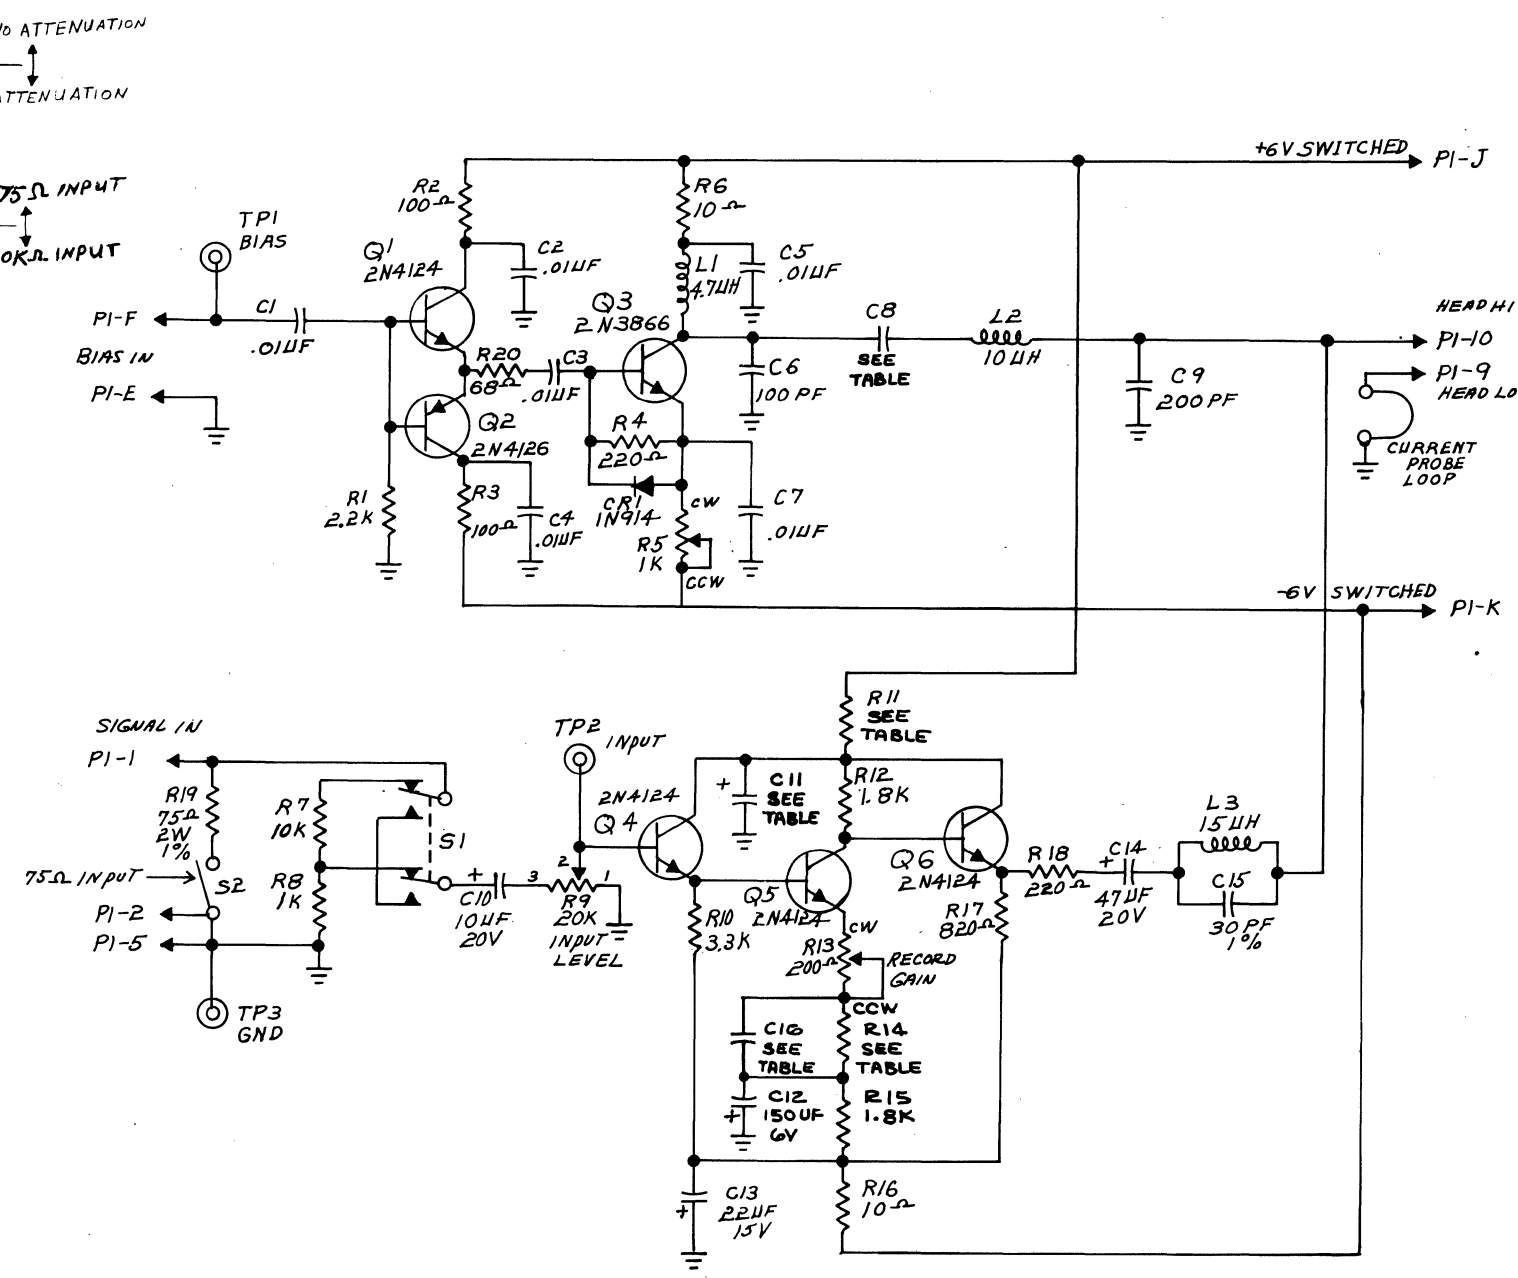 NO ATTENUATION
ATTENUATION
75Ω INPUT
0KΩ INPUT
TP1
BIAS
P1-F
BIAS IN
P1-E
C1
.01UF
R1
2.2K
Q1
2N4124
R2
100Ω
C2
.01UF
R20
68Ω
C3
.01UF
Q2
2N4126
R3
100Ω
C4
.01UF
Q3
2N3866
R6
10Ω
L1
4.7UH
C5
.01UF
C6
100PF
R4
220Ω
CR1
1N914
CW
R5
1K
CCW
C7
.01UF
C8
SEE
TABLE
L2
10UH
C9
200PF
+6V SWITCHED
P1-J
HEAD HI
P1-10
P1-9
HEAD LO
CURRENT
PROBE
LOOP
-6V SWITCHED
P1-K
SIGNAL IN
P1-1
R19
75Ω
2W
1%
75Ω INPUT
S2
P1-2
P1-5
TP3
GND
R7
10K
R8
1K
S1
+
C10
10UF
20V
TP2
INPUT
3
2
1
R9
20K
INPUT
LEVEL
2N4124
Q4
R10
3.3K
+
C11
SEE
TABLE
R11
SEE
TABLE
R12
1.8K
Q5
2N4124
CW
R13
200Ω
RECORD
GAIN
CCW
C16
SEE
TABLE
R14
SEE
TABLE
+
C12
150UF
6V
R15
1.8K
+
C13
22UF
15V
R16
10Ω
Q6
2N4124
R17
820Ω
R18
220Ω
+
C14
47UF
20V
L3
15UH
C15
30PF
1%